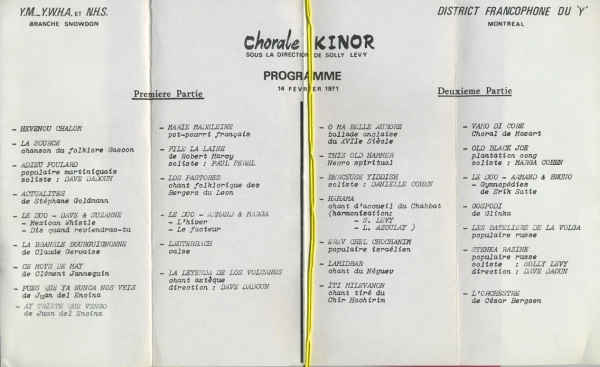 Y.M._Y.W.H.A. ET N.H.S.
BRANCHE SNOWDON
DISTRICT FRANCOPHONE DU 'Y'
MONTREAL
Chorale KINOR
SOUS LA DIRECTION DE SOLLY LEVY
PROGRAMME
14 FEVRIER 1971
Premiere Partie
- HEVENOU CHALOM
- LA SOURCE
chanson du folklore Gascon
- ADIEU FOULARD
populaire martiniquais
soliste : DAVE DADOUN
- ACTUALITES
de Stéphane Goldmann
- LE DUO - DAVE & SUZANNE
- Mexican Whistle
- Dis quand reviendras-tu
- LA BRANSLE BOURGUIGNONNE
de Claude Gervaise
- CE MOYS DE MAY
de Clément Jannequin
- PUES QUE YA NUNCA NOS VEIS
de Juan del Encina
- AY TRISTE QUE VENGO
de Juan del Encina
- MARIE MADELEINE
pot-pourri français
- FILE LA LAINE
de Robert Marcy
soliste : PAUL PEREL
- LOS PASTORES
chant folklorique des
Bergers du Leon
- LE DUO - ARMAND & MARGA
- L'hiver
- Le facteur
- LAUTERBACH
valse
- LA LEYENDA DE LOS VOLCANES
chant aztèque
direction : DAVE DADOUN
Deuxieme Partie
- O MA BELLE AURORE
ballade anglaise
du XVIIe Siècle
- THIS OLD HAMMER
Negro spiritual
- BERCEUSE YIDDISH
soliste : DANIELLE COHEN
- HAHAMA
chant d'accueil du Chabbat
(harmonisation:
- S. LEVY
- L. AZOULAY )
- EREV CHEL CHOCHANIM
populaire israélien
- LAMIDBAR
chant du Néguev
- ITI MILEVANON
chant tiré du
Chir Hachirim
- VAMO DI CORE
Choral de Mozart
- OLD BLACK JOE
plantation song
soliste : MARGA COHEN
- LE DUO - ARMAND & BRUNO
- Gymnopédies
de Erik Satie
- GOSPODI
de Glinka
- LES BATELIERS DE LA VOLGA
populaire russe
- STENKA RAZINE
populaire russe
soliste : SOLLY LEVY
direction : DAVE DADUN
- L'ORCHESTRE
de César Bergsen